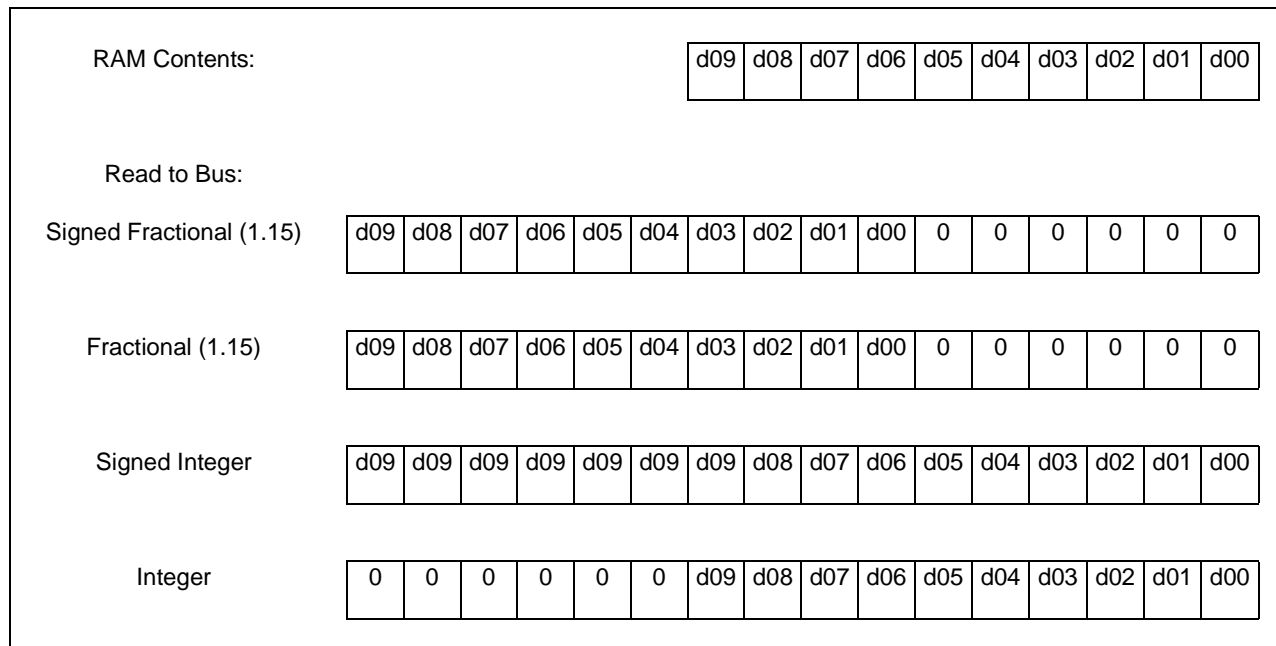 RAM Contents: d09 d08 d07 d06 d05 d04 d03 d02 d01 d00
Read to Bus:
Signed Fractional (1.15) d09 d08 d07 d06 d05 d04 d03 d02 d01 d00 0 0 0 0 0 0
Fractional (1.15) d09 d08 d07 d06 d05 d04 d03 d02 d01 d00 0 0 0 0 0 0
Signed Integer d09 d09 d09 d09 d09 d09 d09 d08 d07 d06 d05 d04 d03 d02 d01 d00
Integer 0 0 0 0 0 0 d09 d08 d07 d06 d05 d04 d03 d02 d01 d00